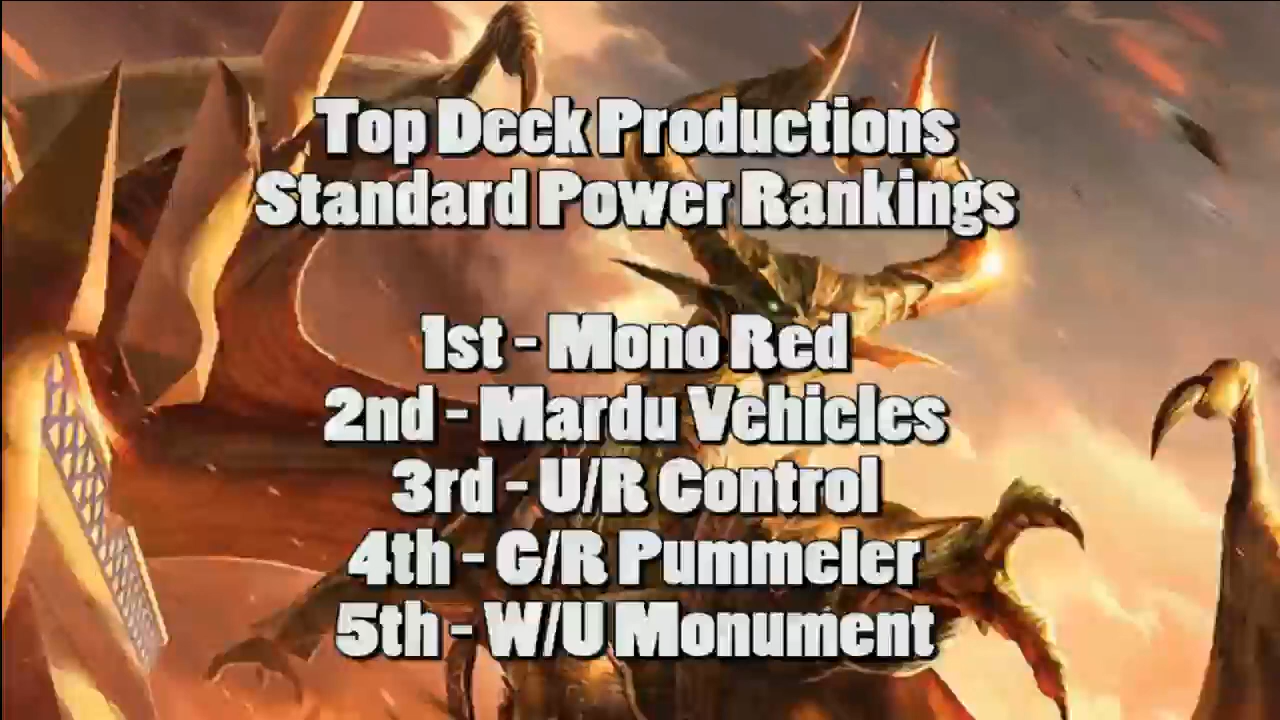 Top Deck Productions
Standard Power Rankings
1st - Mono Red
2nd - Mardu Vehicles
3rd - U/R Control
4th - G/R Pummeler
5th - W/U Monument